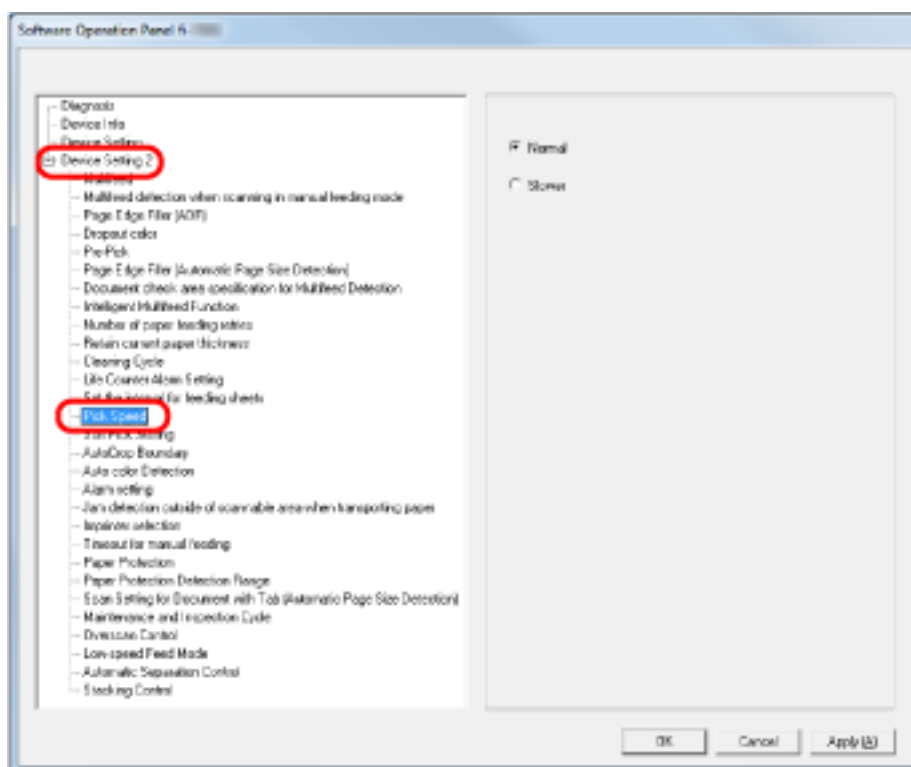 Software Operation Panel fi-
Diagnosis
Device Info
Device Setting
Device Setting 2
Multifeed
Multifeed detection when scanning in manual feeding mode
Page Edge Filler (ADF)
Dropout color
Pre-Pick
Page Edge Filler (Automatic Page Size Detection)
Document check area specification for Multifeed Detection
Intelligent Multifeed Function
Number of paper feeding retries
Retain current paper thickness
Cleaning Cycle
Life Counter Alarm Setting
Set the interval for feeding sheets
Pick Speed
Setting
AutoCrop Boundary
Auto color Detection
Alarm setting
Jam detection outside of scannable area when transporting paper
Imprinter selection
Timeout for manual feeding
Paper Protection
Paper Protection Detection Range
Scan Setting for Document with Tab (Automatic Page Size Detection)
Maintenance and Inspection Cycle
Overscan Control
Low-speed Feed Mode
Automatic Separation Control
Stacking Control
Normal
Slower
OK
Cancel
Apply (A)